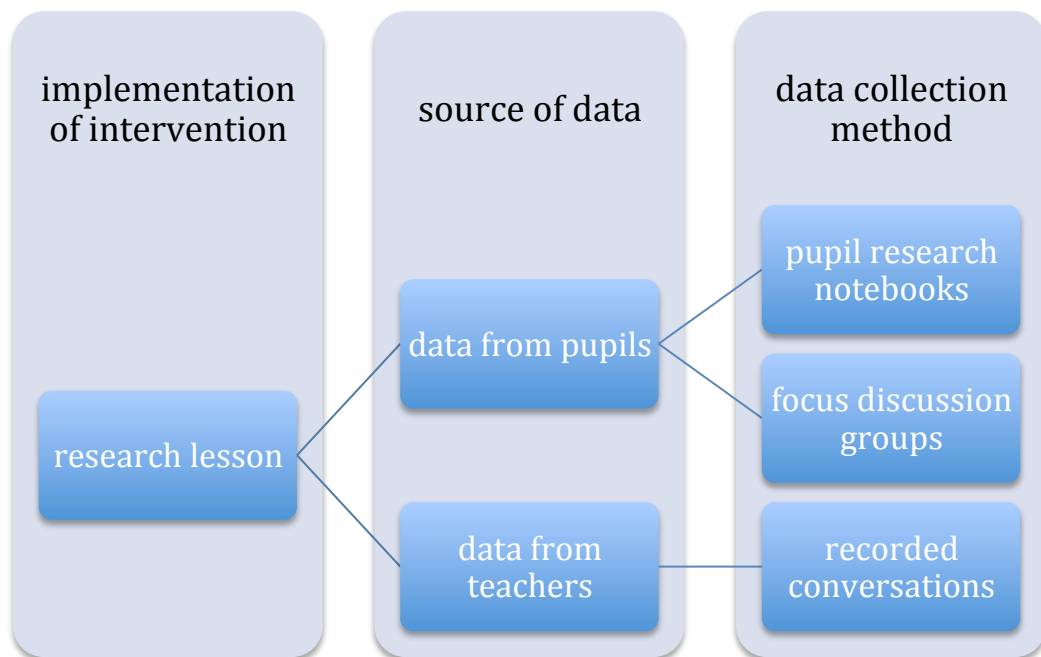 implementation
of intervention
source of data
data collection
method
research lesson
data from pupils
data from
teachers
pupil research
notebooks
focus discussion
groups
recorded
conversations